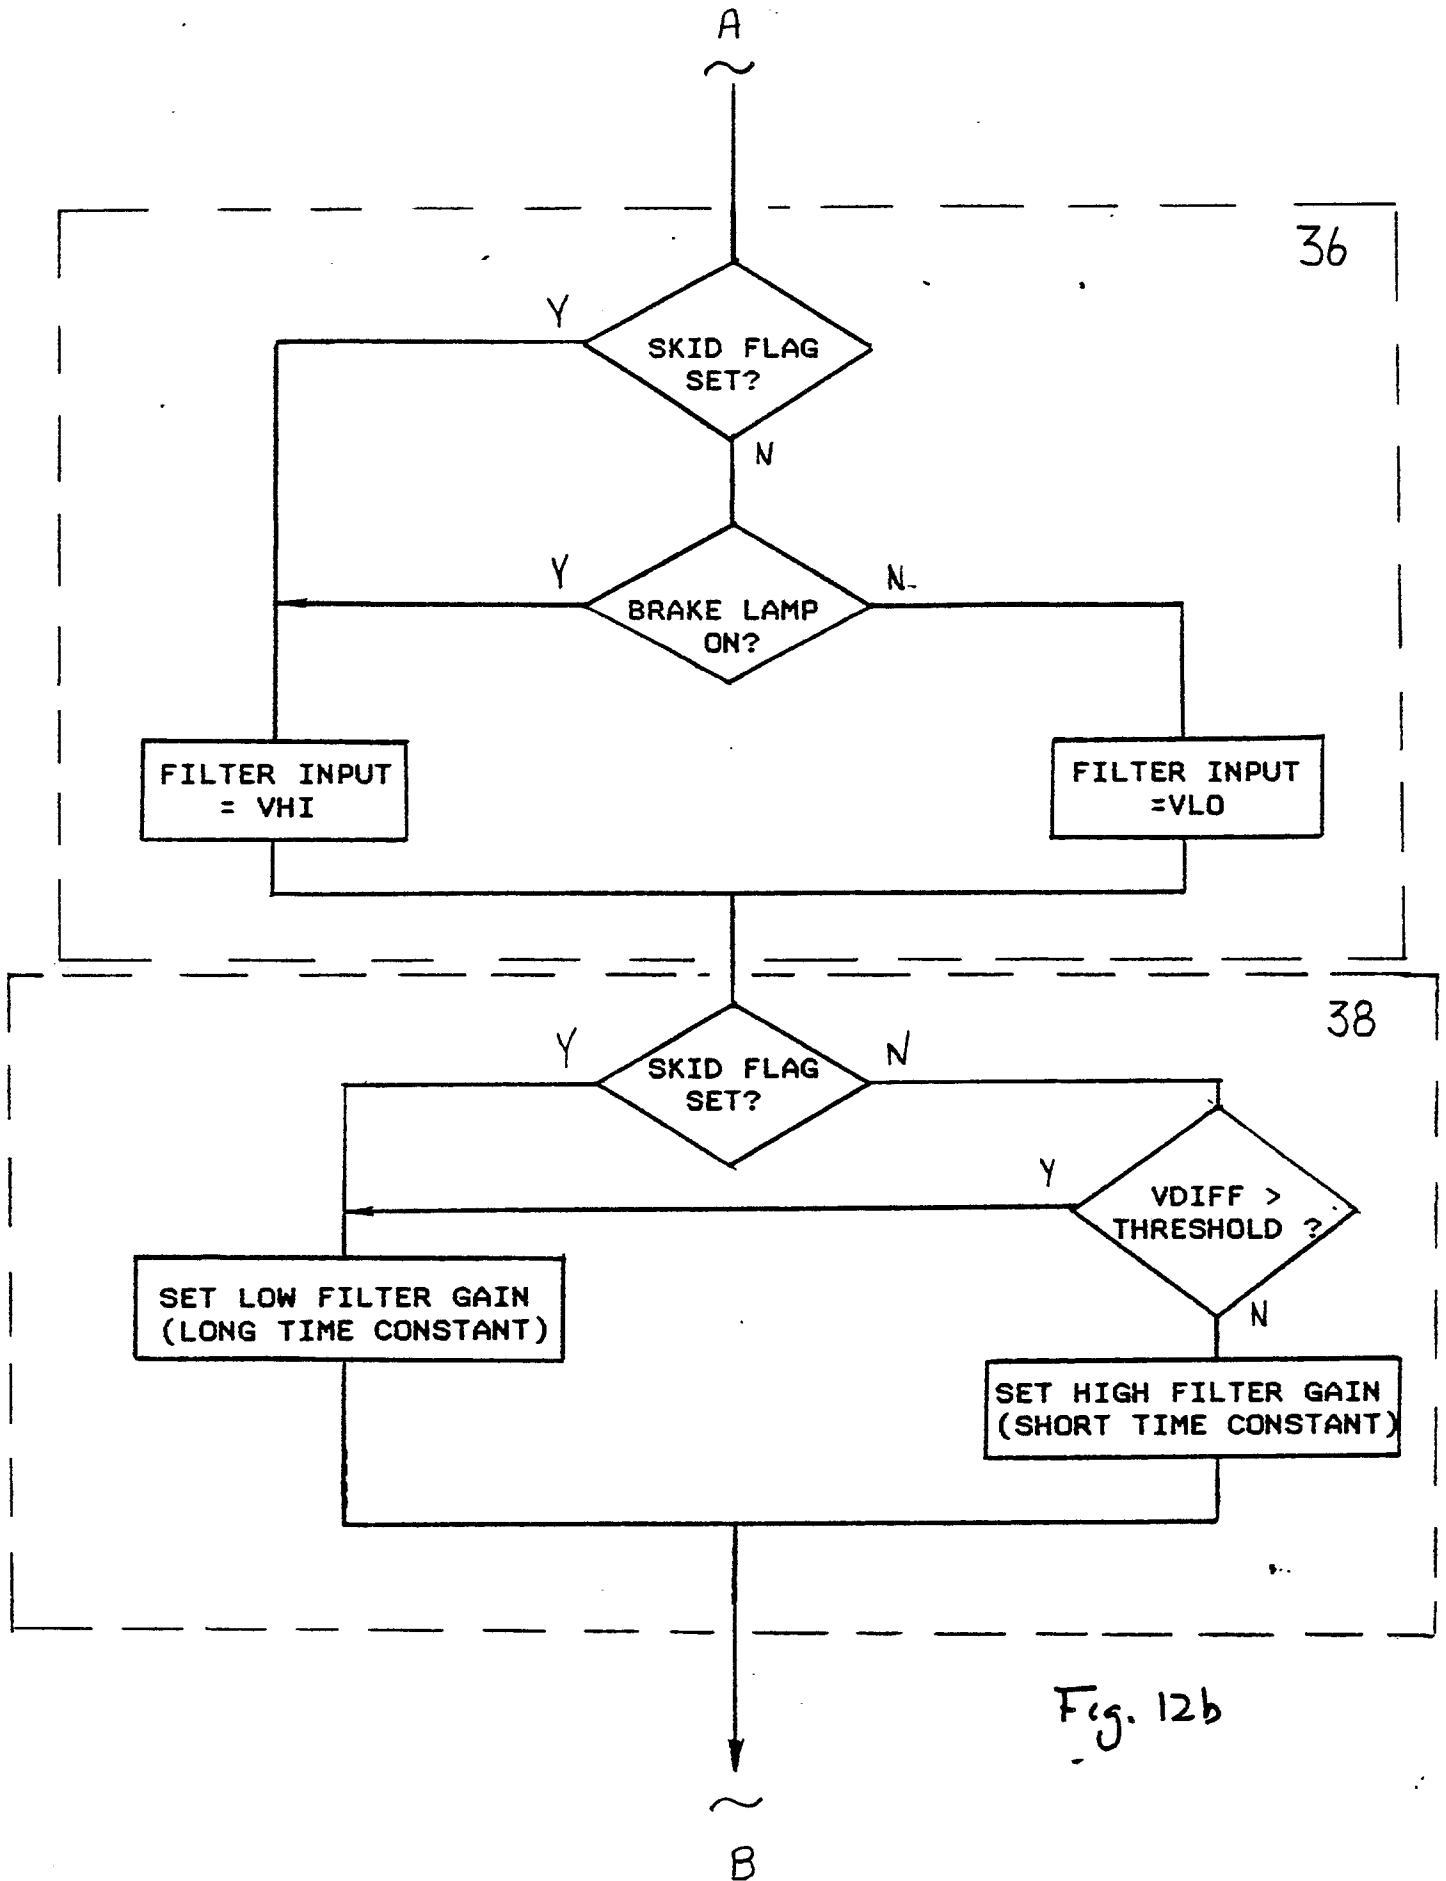 A
36
Y
SKID FLAG
SET?
N
Y
N
BRAKE LAMP
ON?
FILTER INPUT
= VHI
FILTER INPUT
=VLO
38
Y
N
SKID FLAG
SET?
Y
VDIFF >
THRESHOLD ?
N
SET LOW FILTER GAIN
(LONG TIME CONSTANT)
SET HIGH FILTER GAIN
(SHORT TIME CONSTANT)
Fig. 12b
B